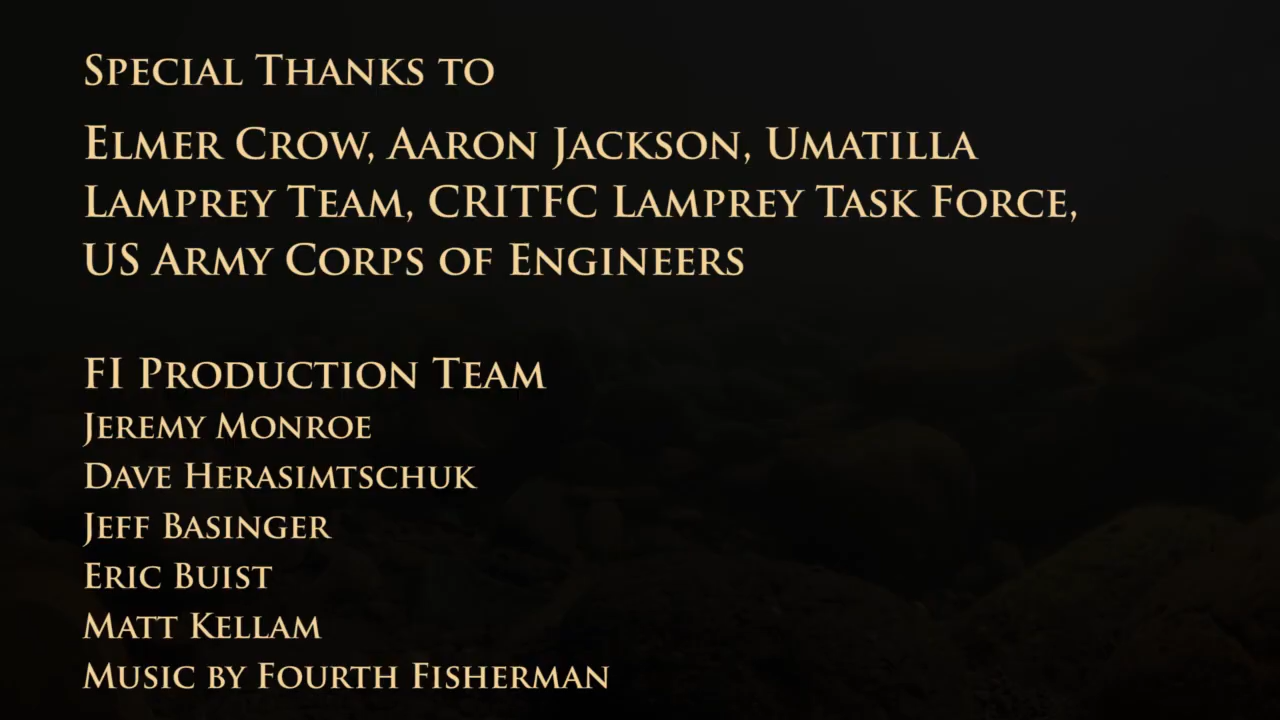 Special Thanks to
Elmer Crow, Aaron Jackson, Umatilla
Lamprey Team, CRITFC Lamprey Task Force,
US Army Corps of Engineers
FI Production Team
Jeremy Monroe
Dave Herasimtschuk
Jeff Basinger
Eric Buist
Matt Kellam
Music by Fourth Fisherman